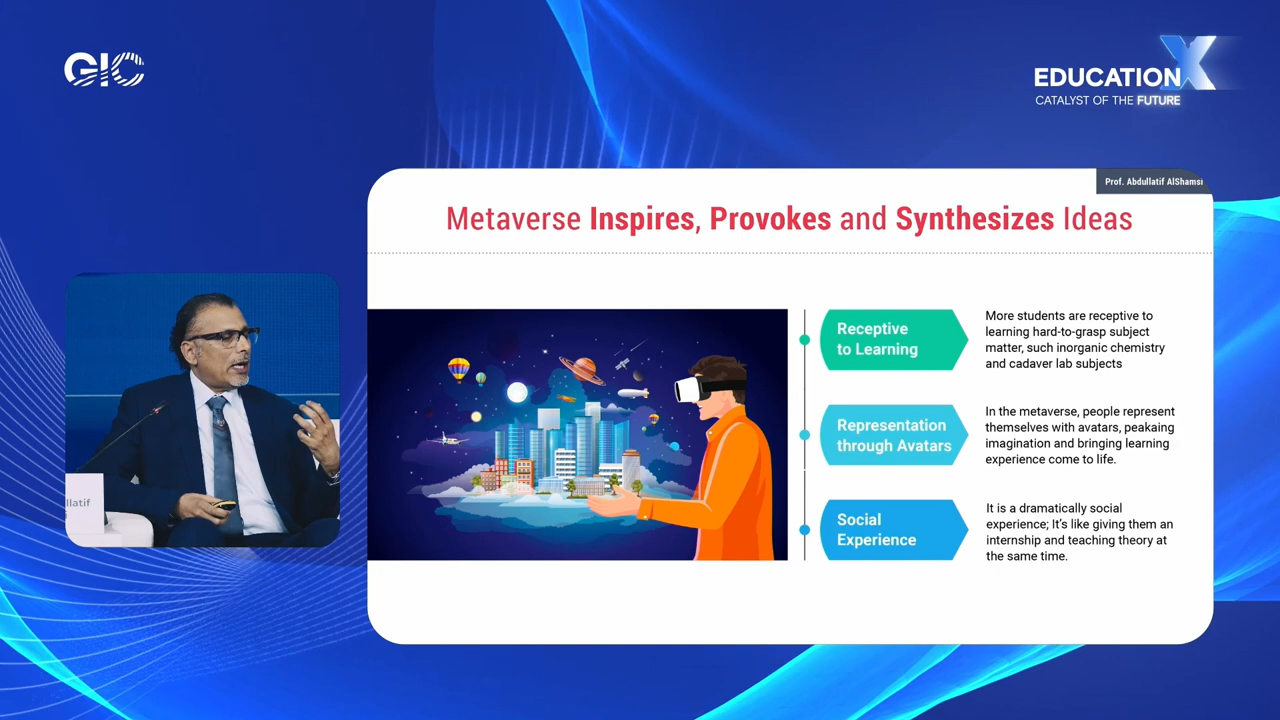 GIC
EDUCATIONX
CATALYST OF THE FUTURE
Prof. Abdullatif AlShamsi
Metaverse Inspires, Provokes and Synthesizes Ideas
Receptive
to Learning
More students are receptive to
learning hard-to-grasp subject
matter, such inorganic chemistry
and cadaver lab subjects
Representation
through Avatars
In the metaverse, people represent
themselves with avatars, peakaing
imagination and bringing learning
experience come to life.
Social
Experience
It is a dramatically social
experience; It's like giving them an
internship and teaching theory at
the same time.
llatif